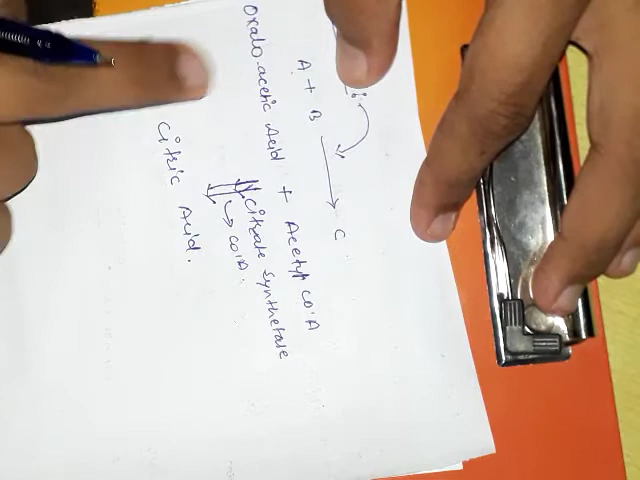 A + B → C
Oxalo acetic Acid + Acetyl co'A
citrate synthetase
→ co'A.
Citric Acid.